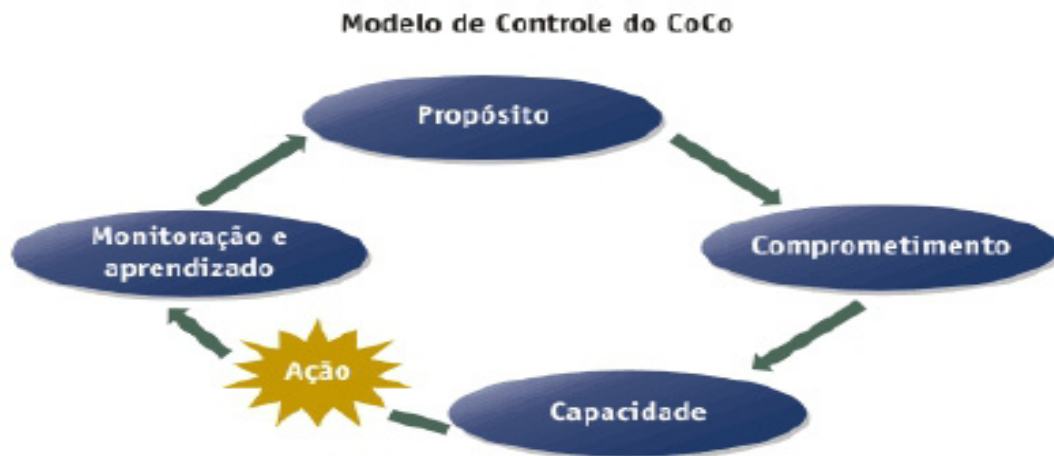 Modelo de Controle do CoCo
Propósito
Comprometimento
Capacidade
Ação
Monitoração e
aprendizado